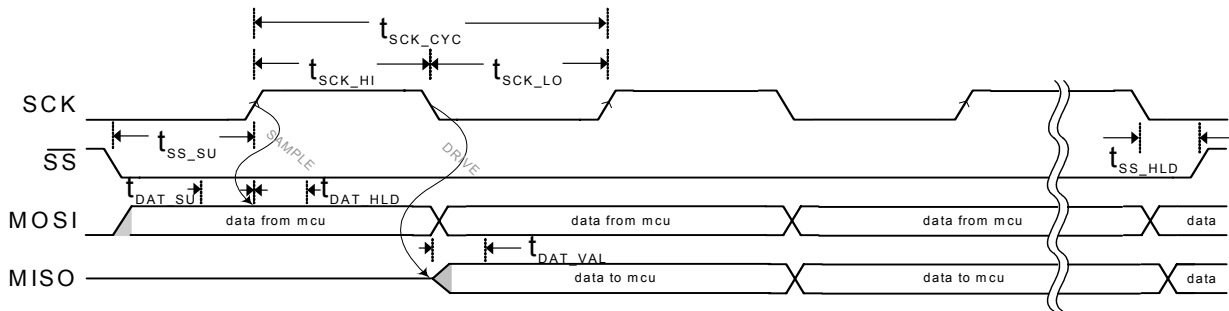 tSCK_CYC
tSCK_HI
tSCK_LO
SCK
tSS_SU
SAMPLE
DRIVE
SS
tSS_HLD
tDAT_SU
tDAT_HLD
MOSI
data from mcu
data from mcu
data from mcu
data
tDAT_VAL
MISO
data to mcu
data to mcu
data